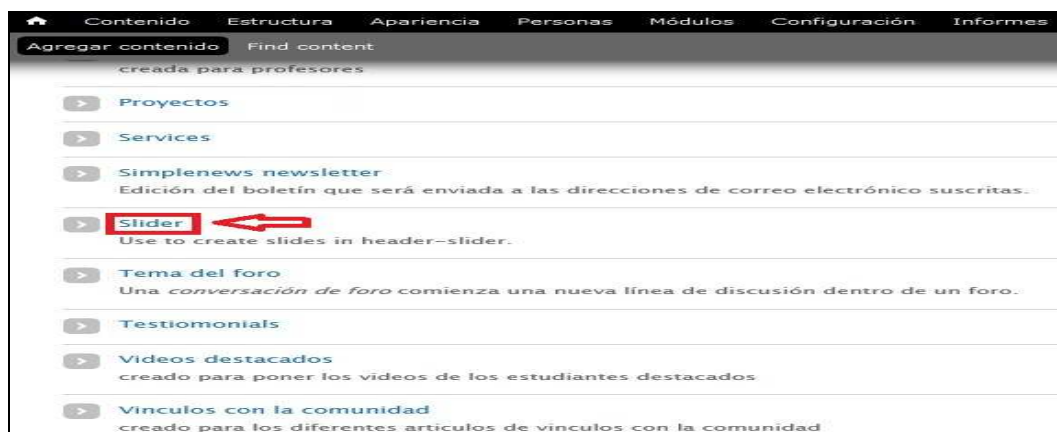 Contenido Estructura Apariencia Personas Módulos Configuración Informes
Agregar contenido Find content
creada para profesores
Proyectos
Services
Simplenews newsletter
Edición del boletín que será enviada a las direcciones de correo electrónico suscritas.
Slider
Use to create slides in header-slider.
Tema del foro
Una conversación de foro comienza una nueva línea de discusión dentro de un foro.
Testiomonials
Videos destacados
creado para poner los videos de los estudiantes destacados
Vinculos con la comunidad
creado para los diferentes articulos de vinculos con la comunidad